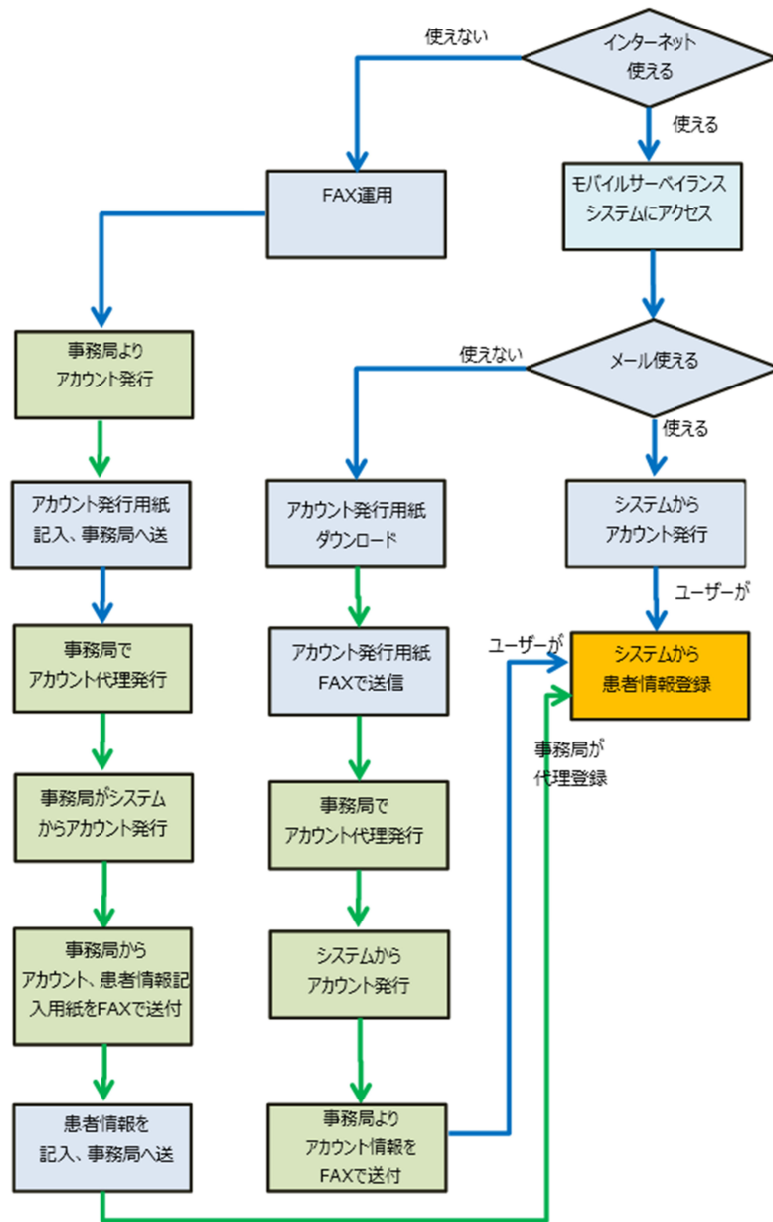 使えない
インターネット
使える
使える
FAX運用
モバイルサーベイランス
システムにアクセス
事務局より
アカウント発行
使えない
メール使える
使える
アカウント発行用紙
記入、事務局へ送
アカウント発行用紙
ダウンロード
システムから
アカウント発行
ユーザーが
事務局で
アカウント代理発行
アカウント発行用紙
FAXで送信
ユーザーが
システムから
患者情報登録
事務局が
代理登録
事務局がシステム
からアカウント発行
事務局で
アカウント代理発行
事務局から
アカウント、患者情報記
入用紙をFAXで送付
システムから
アカウント発行
患者情報を
記入、事務局へ送
事務局より
アカウント情報を
FAXで送付